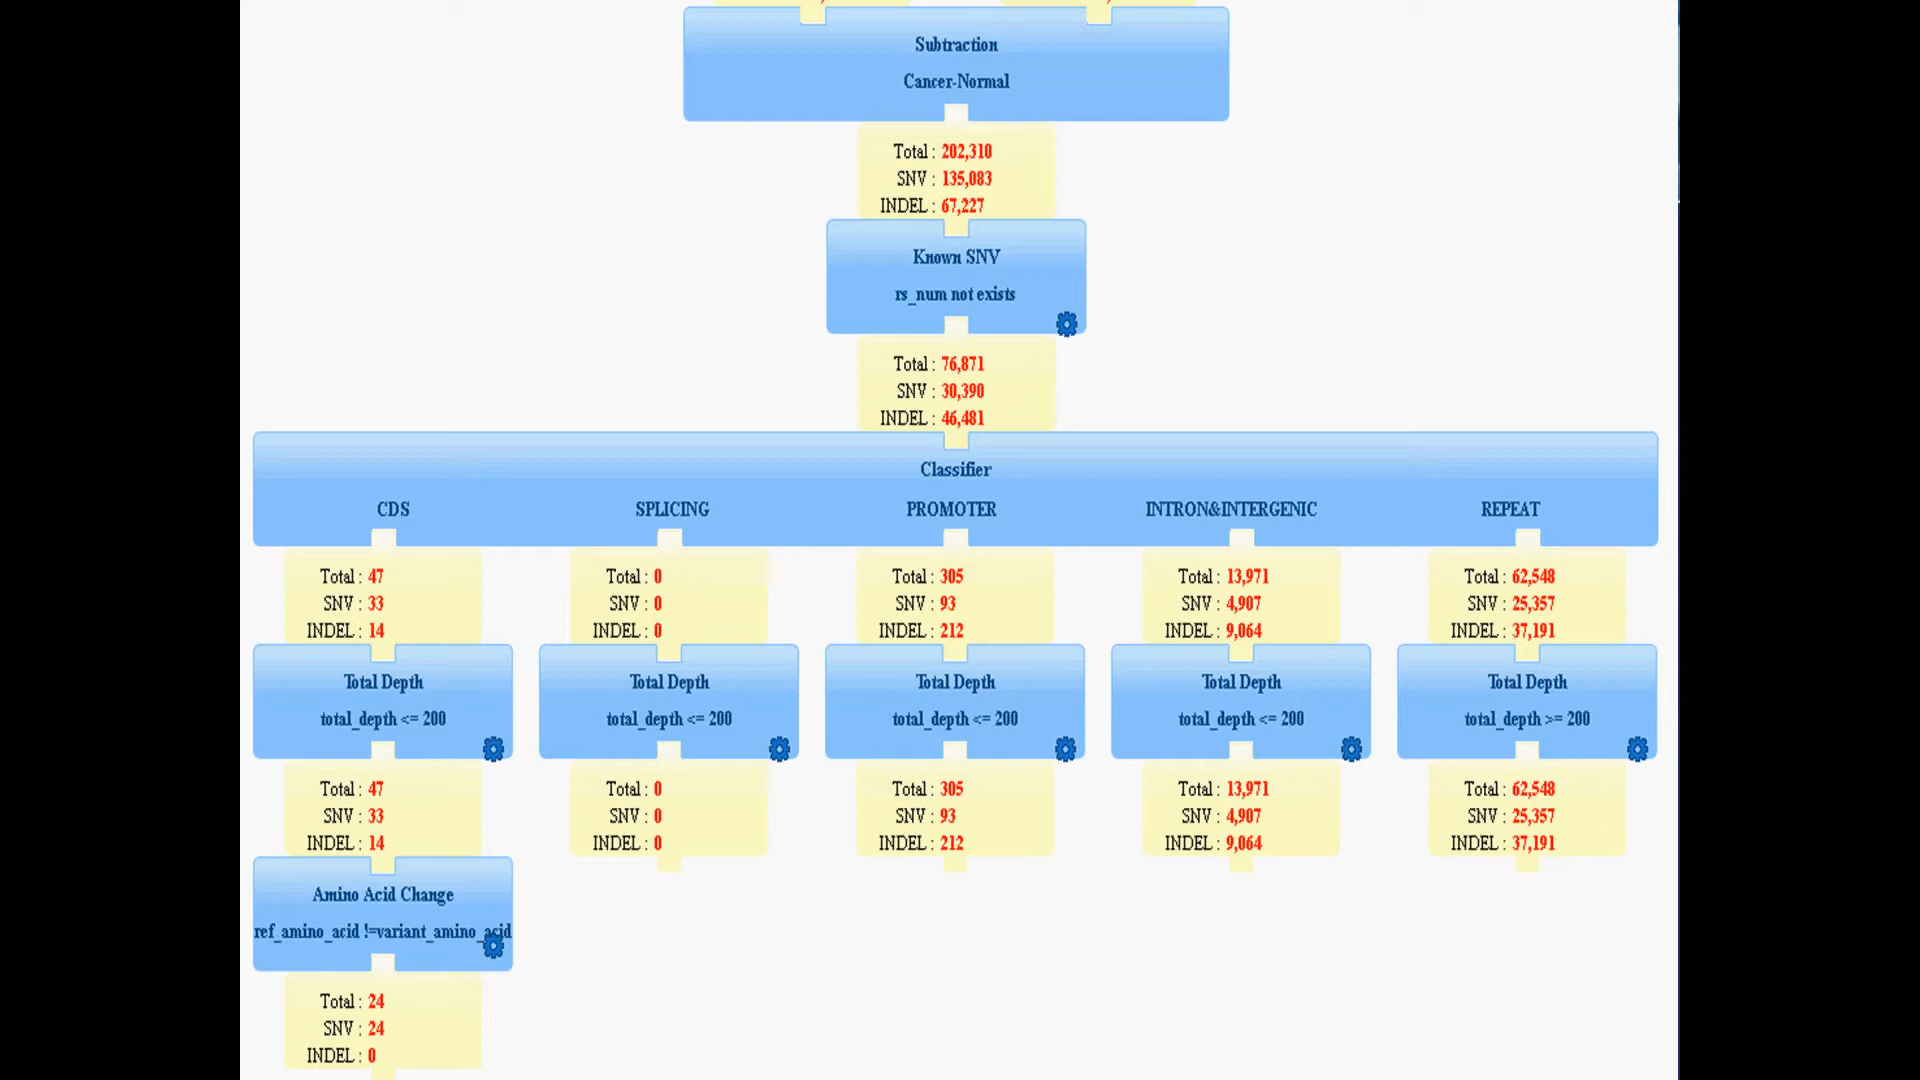 Subtraction
Cancer-Normal
Total : 202,310
SNV : 135,083
INDEL : 67,227
Known SNV
rs_num not exists
Total : 76,871
SNV : 30,390
INDEL : 46,481
Classifier
CDS SPLICING PROMOTER INTRON&INTERGENIC REPEAT
Total : 47 Total : 0 Total : 305 Total : 13,971 Total : 62,548
SNV : 33 SNV : 0 SNV : 93 SNV : 4,907 SNV : 25,357
INDEL : 14 INDEL : 0 INDEL : 212 INDEL : 9,064 INDEL : 37,191
Total Depth Total Depth Total Depth Total Depth Total Depth
total_depth <= 200 total_depth <= 200 total_depth <= 200 total_depth <= 200 total_depth >= 200
Total : 47 Total : 0 Total : 305 Total : 13,971 Total : 62,548
SNV : 33 SNV : 0 SNV : 93 SNV : 4,907 SNV : 25,357
INDEL : 14 INDEL : 0 INDEL : 212 INDEL : 9,064 INDEL : 37,191
Amino Acid Change
ref_amino_acid !=variant_amino_acid
Total : 24
SNV : 24
INDEL : 0